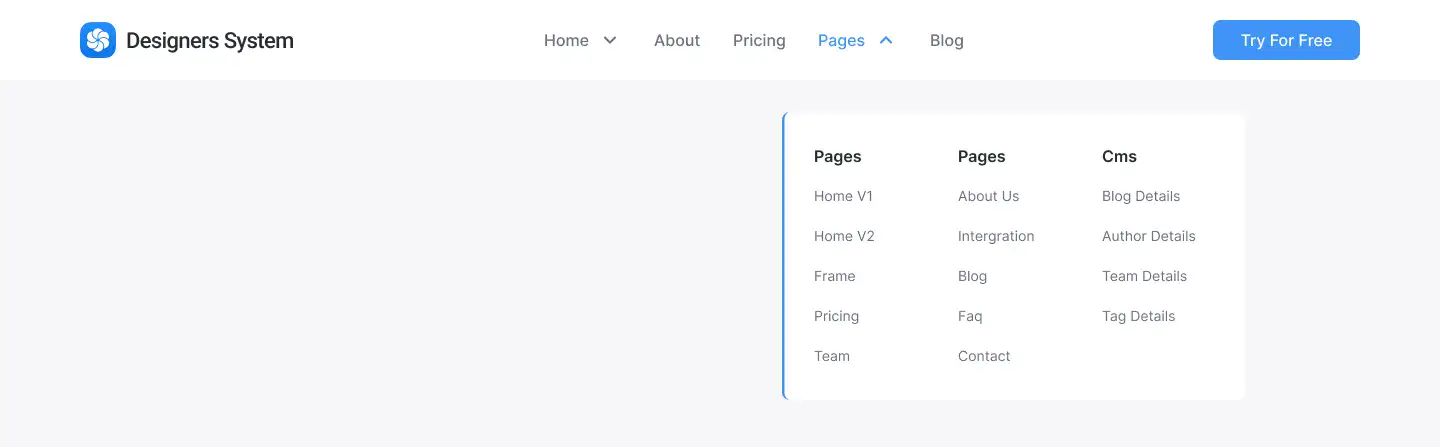 Designers System
Home
About
Pricing
Pages
Blog
Try For Free
Pages
Home V1
Home V2
Frame
Pricing
Team
Pages
About Us
Intergration
Blog
Faq
Contact
Cms
Blog Details
Author Details
Team Details
Tag Details